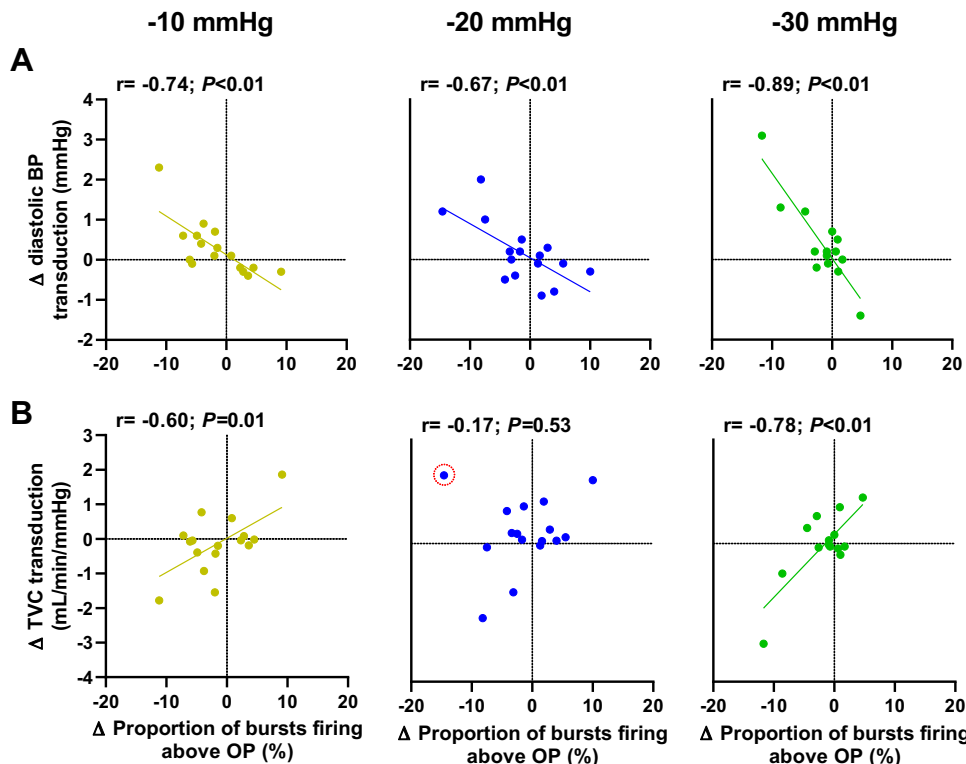 -10 mmHg
-20 mmHg
-30 mmHg
A
r= -0.74; P<0.01
r= -0.67; P<0.01
r= -0.89; P<0.01
Δ diastolic BP
transduction (mmHg)
4
3
2
1
0
-1
-2
-20 -10 0 10 20
-20 -10 0 10 20
-20 -10 0 10 20
B
r= -0.60; P=0.01
r= -0.17; P=0.53
r= -0.78; P<0.01
Δ TVC transduction
(mL/min/mmHg)
3
2
1
0
-1
-2
-3
-4
-20 -10 0 10 20
-20 -10 0 10 20
-20 -10 0 10 20
Δ Proportion of bursts firing
above OP (%)
Δ Proportion of bursts firing
above OP (%)
Δ Proportion of bursts firing
above OP (%)